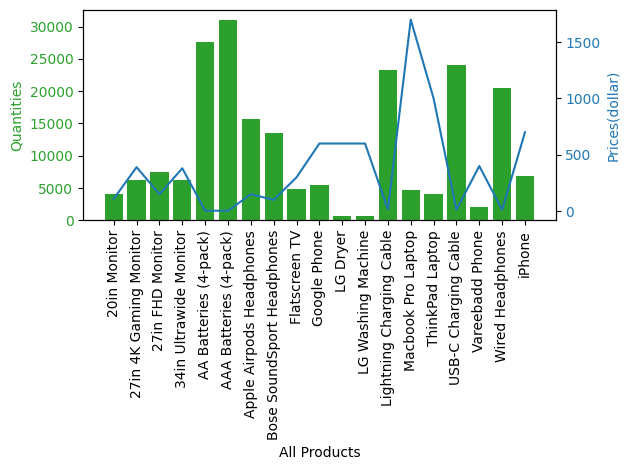 30000
25000
20000
15000
10000
5000
0
Quantities
1500
1000
500
0
Prices(dollar)
20in Monitor
27in 4K Gaming Monitor
27in FHD Monitor
34in Ultrawide Monitor
AA Batteries (4-pack)
AAA Batteries (4-pack)
Apple Airpods Headphones
Bose SoundSport Headphones
Flatscreen TV
Google Phone
LG Dryer
LG Washing Machine
Lightning Charging Cable
Macbook Pro Laptop
ThinkPad Laptop
USB-C Charging Cable
Vareebadd Phone
Wired Headphones
iPhone
All Products